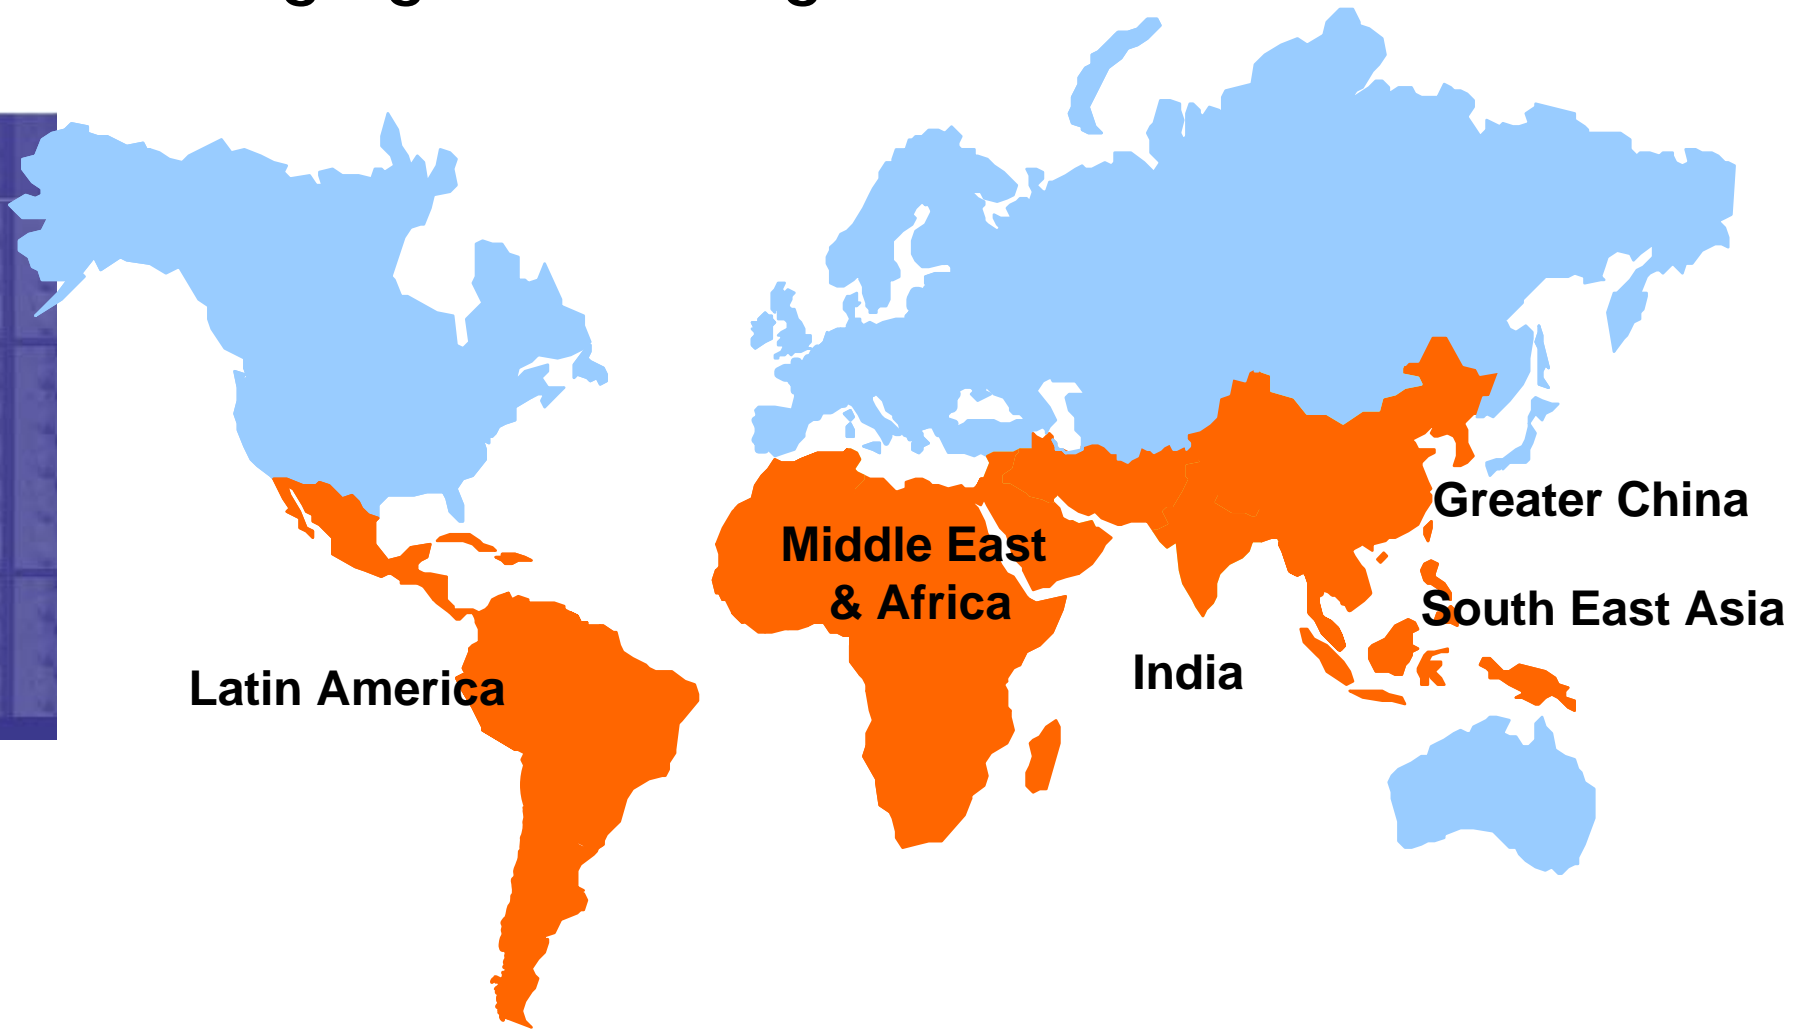 Greater China
Middle East
& Africa
South East Asia
India
Latin America